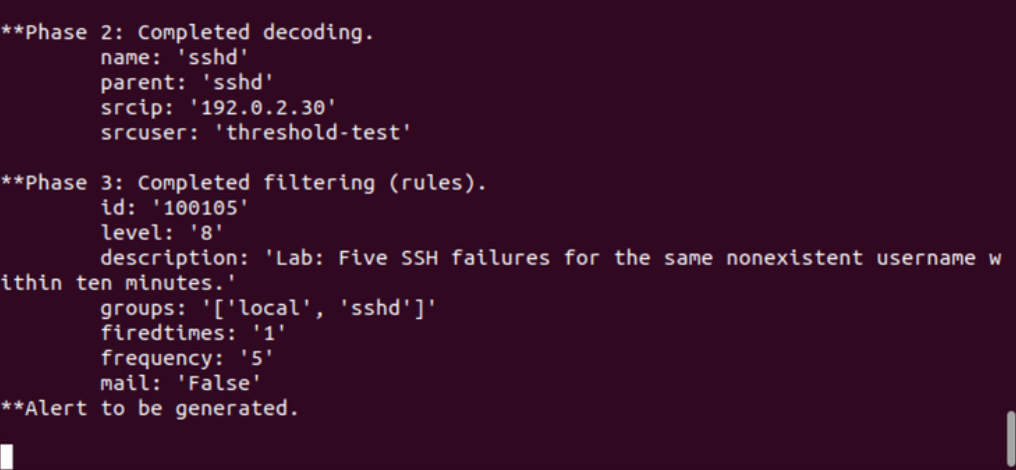 **Phase 2: Completed decoding.
name: 'sshd'
parent: 'sshd'
srcip: '192.0.2.30'
srcuser: 'threshold-test'
**Phase 3: Completed filtering (rules).
id: '100105'
level: '8'
description: 'Lab: Five SSH failures for the same nonexistent username w
ithin ten minutes.'
groups: '['local', 'sshd']'
firedtimes: '1'
frequency: '5'
mail: 'False'
**Alert to be generated.